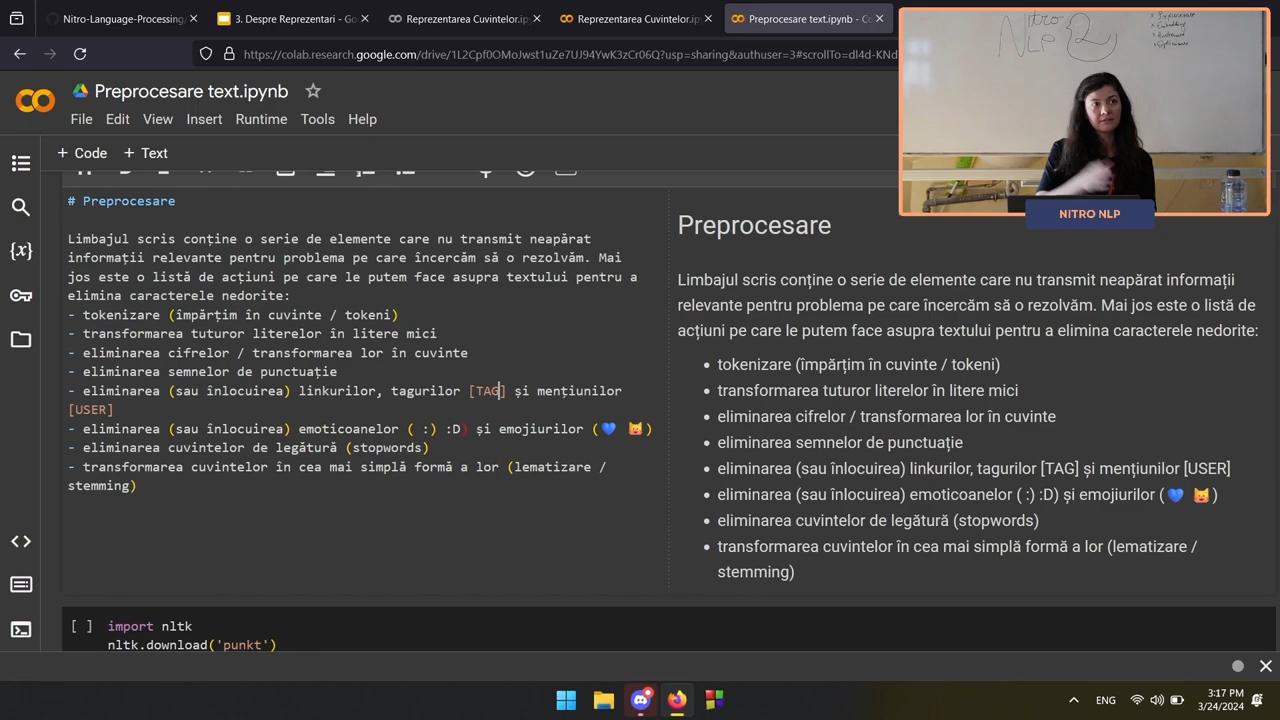 Nitro-Language-Processing/
3. Despre Reprezentari - Go
Reprezentarea Cuvintelor.ip
Reprezentarea Cuvintelor.ip
Preprocesare text.ipynb - Co
https://colab.research.google.com/drive/1L2CpI0OMoJwst1uZe7UJ94YwK3zCr06Q?usp=sharing&authuser=3#scrollTo=dl4d-KNd
Preprocesare text.ipynb
File Edit View Insert Runtime Tools Help
+ Code + Text
Nitro
NLP 2
NITRO NLP
# Preprocesare
Limbajul scris conține o serie de elemente care nu transmit neapărat
informații relevante pentru problema pe care încercăm să o rezolvăm. Mai
jos este o listă de acțiuni pe care le putem face asupra textului pentru a
elimina caracterele nedorite:
- tokenizare (împărțim în cuvinte / tokeni)
- transformarea tuturor literelor în litere mici
- eliminarea cifrelor / transformarea lor în cuvinte
- eliminarea semnelor de punctuație
- eliminarea (sau înlocuirea) linkurilor, tagurilor [TAG] și mențiunilor
[USER]
- eliminarea (sau înlocuirea) emoticoanelor ( :) :D) și emojiurilor (💙 😺)
- eliminarea cuvintelor de legătură (stopwords)
- transformarea cuvintelor în cea mai simplă formă a lor (lematizare /
stemming)
Preprocesare
Limbajul scris conține o serie de elemente care nu transmit neapărat informații
relevante pentru problema pe care încercăm să o rezolvăm. Mai jos este o listă de
acțiuni pe care le putem face asupra textului pentru a elimina caracterele nedorite:
• tokenizare (împărțim în cuvinte / tokeni)
• transformarea tuturor literelor în litere mici
• eliminarea cifrelor / transformarea lor în cuvinte
• eliminarea semnelor de punctuație
• eliminarea (sau înlocuirea) linkurilor, tagurilor [TAG] și mențiunilor [USER]
• eliminarea (sau înlocuirea) emoticoanelor ( :) :D) și emojiurilor (💙 😺)
• eliminarea cuvintelor de legătură (stopwords)
• transformarea cuvintelor în cea mai simplă formă a lor (lematizare /
stemming)
[ ] import nltk
nltk.download('punkt')
ENG
3:17 PM
3/24/2024